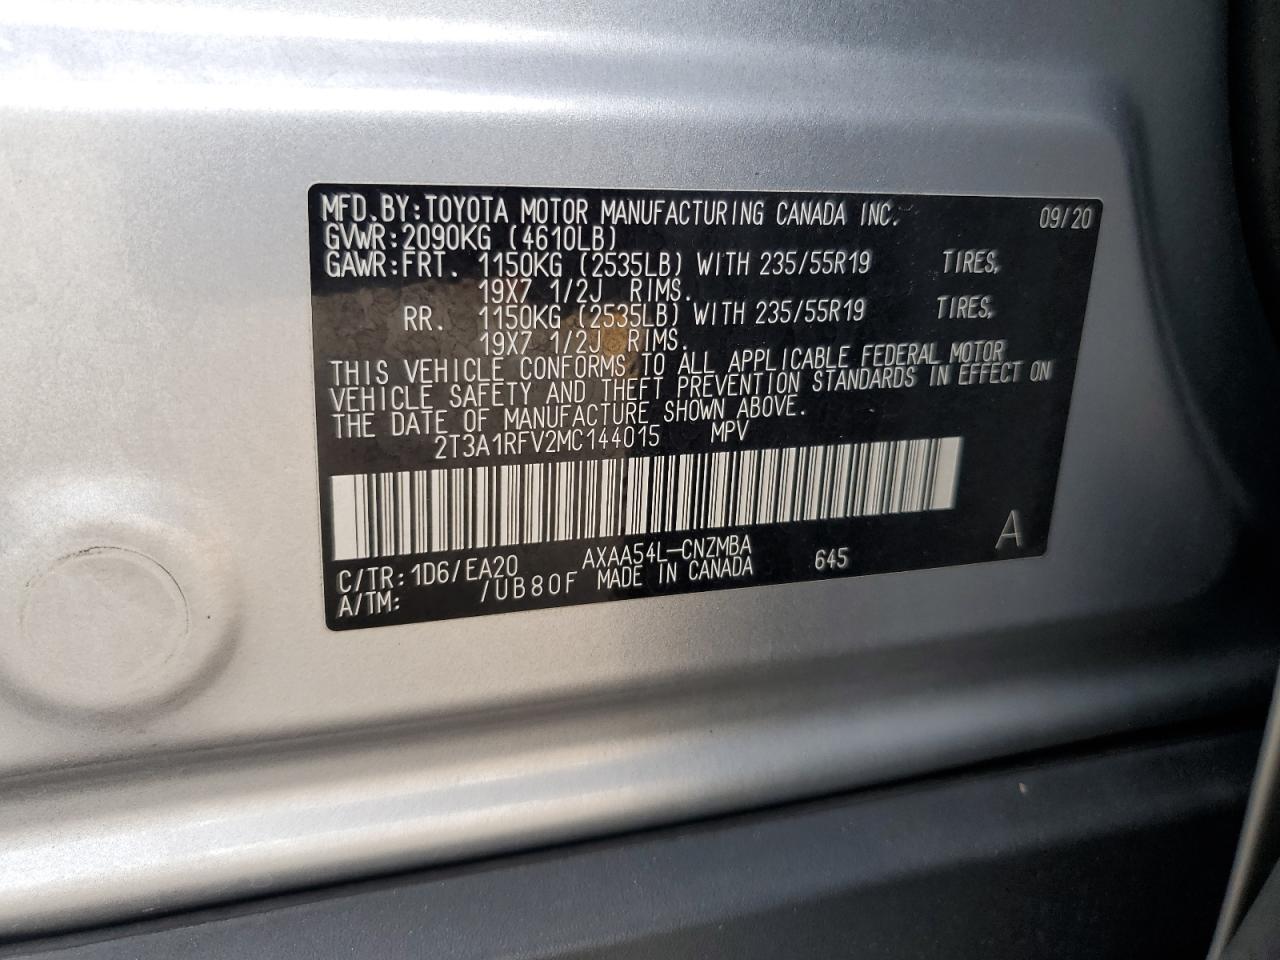 MFD.BY:TOYOTA MOTOR MANUFACTURING CANADA INC. 09/20
GVWR:2090KG (4610LB)
GAWR:FRT. 1150KG (2535LB) WITH 235/55R19 TIRES,
19X7 1/2J RIMS.
RR. 1150KG (2535LB) WITH 235/55R19 TIRES,
19X7 1/2J RIMS.
THIS VEHICLE CONFORMS TO ALL APPLICABLE FEDERAL MOTOR
VEHICLE SAFETY AND THEFT PREVENTION STANDARDS IN EFFECT ON
THE DATE OF MANUFACTURE SHOWN ABOVE.
2T3A1RFV2MC144015 MPV
C/TR:1D6/EA20 AXAA54L-CNZMBA 645 A
A/TM: /UB80F MADE IN CANADA